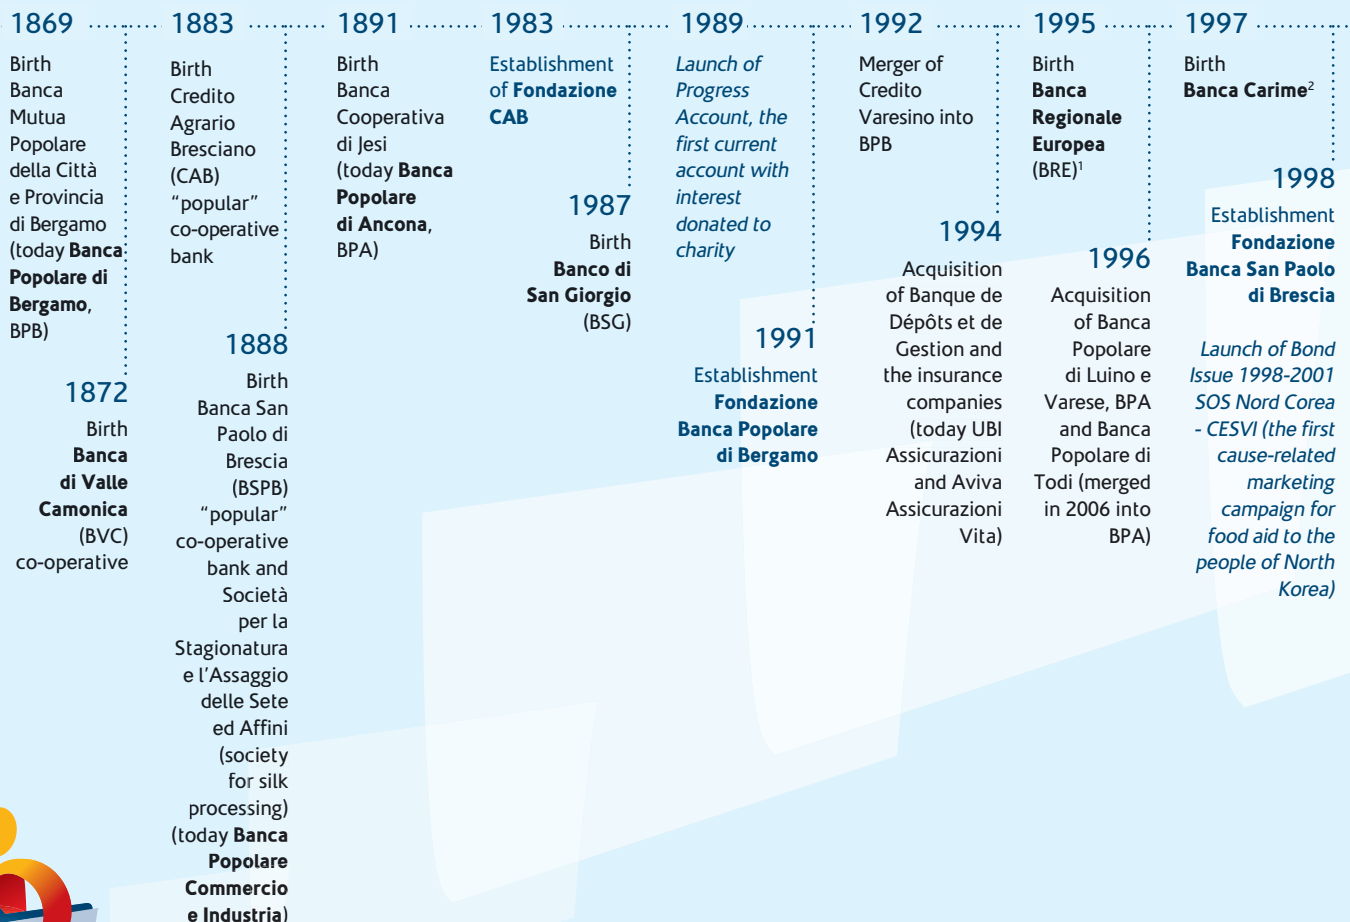 1869
Birth
Banca
Mutua
Popolare
della Città
e Provincia
di Bergamo
(today Banca
Popolare di
Bergamo,
BPB)
1872
Birth
Banca
di Valle
Camonica
(BVC)
co-operative
1883
Birth
Credito
Agrario
Bresciano
(CAB)
“popular”
co-operative
bank
1888
Birth
Banca San
Paolo di
Brescia
(BSPB)
“popular”
co-operative
bank and
Società
per la
Stagionatura
e l’Assaggio
delle Sete
ed Affini
(society
for silk
processing)
(today Banca
Popolare
Commercio
e Industria)
1891
Birth
Banca
Cooperativa
di Jesi
(today Banca
Popolare
di Ancona,
BPA)
1983
Establishment
of Fondazione
CAB
1987
Birth
Banco di
San Giorgio
(BSG)
1989
Launch of
Progress
Account, the
first current
account with
interest
donated to
charity
1991
Establishment
Fondazione
Banca Popolare
di Bergamo
1992
Merger of
Credito
Varesino into
BPB
1994
Acquisition
of Banque de
Dépôts et de
Gestion and
the insurance
companies
(today UBI
Assicurazioni
and Aviva
Assicurazioni
Vita)
1995
Birth
Banca
Regionale
Europea
(BRE)¹
1996
Acquisition
of Banca
Popolare
di Luino e
Varese, BPA
and Banca
Popolare di
Todi (merged
in 2006 into
BPA)
1997
Birth
Banca Carime²
1998
Establishment
Fondazione
Banca San Paolo
di Brescia
Launch of Bond
Issue 1998-2001
SOS Nord Corea
- CESVI (the first
cause-related
marketing
campaign for
food aid to the
people of North
Korea)